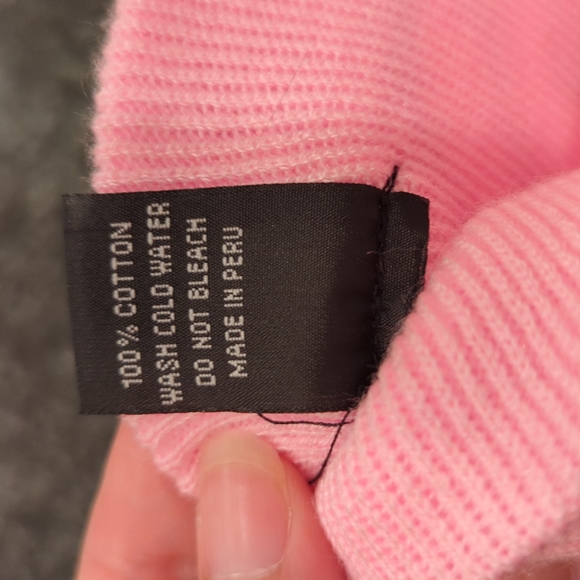 100% COTTON
WASH COLD WATER
DO NOT BLEACH
MADE IN PERU